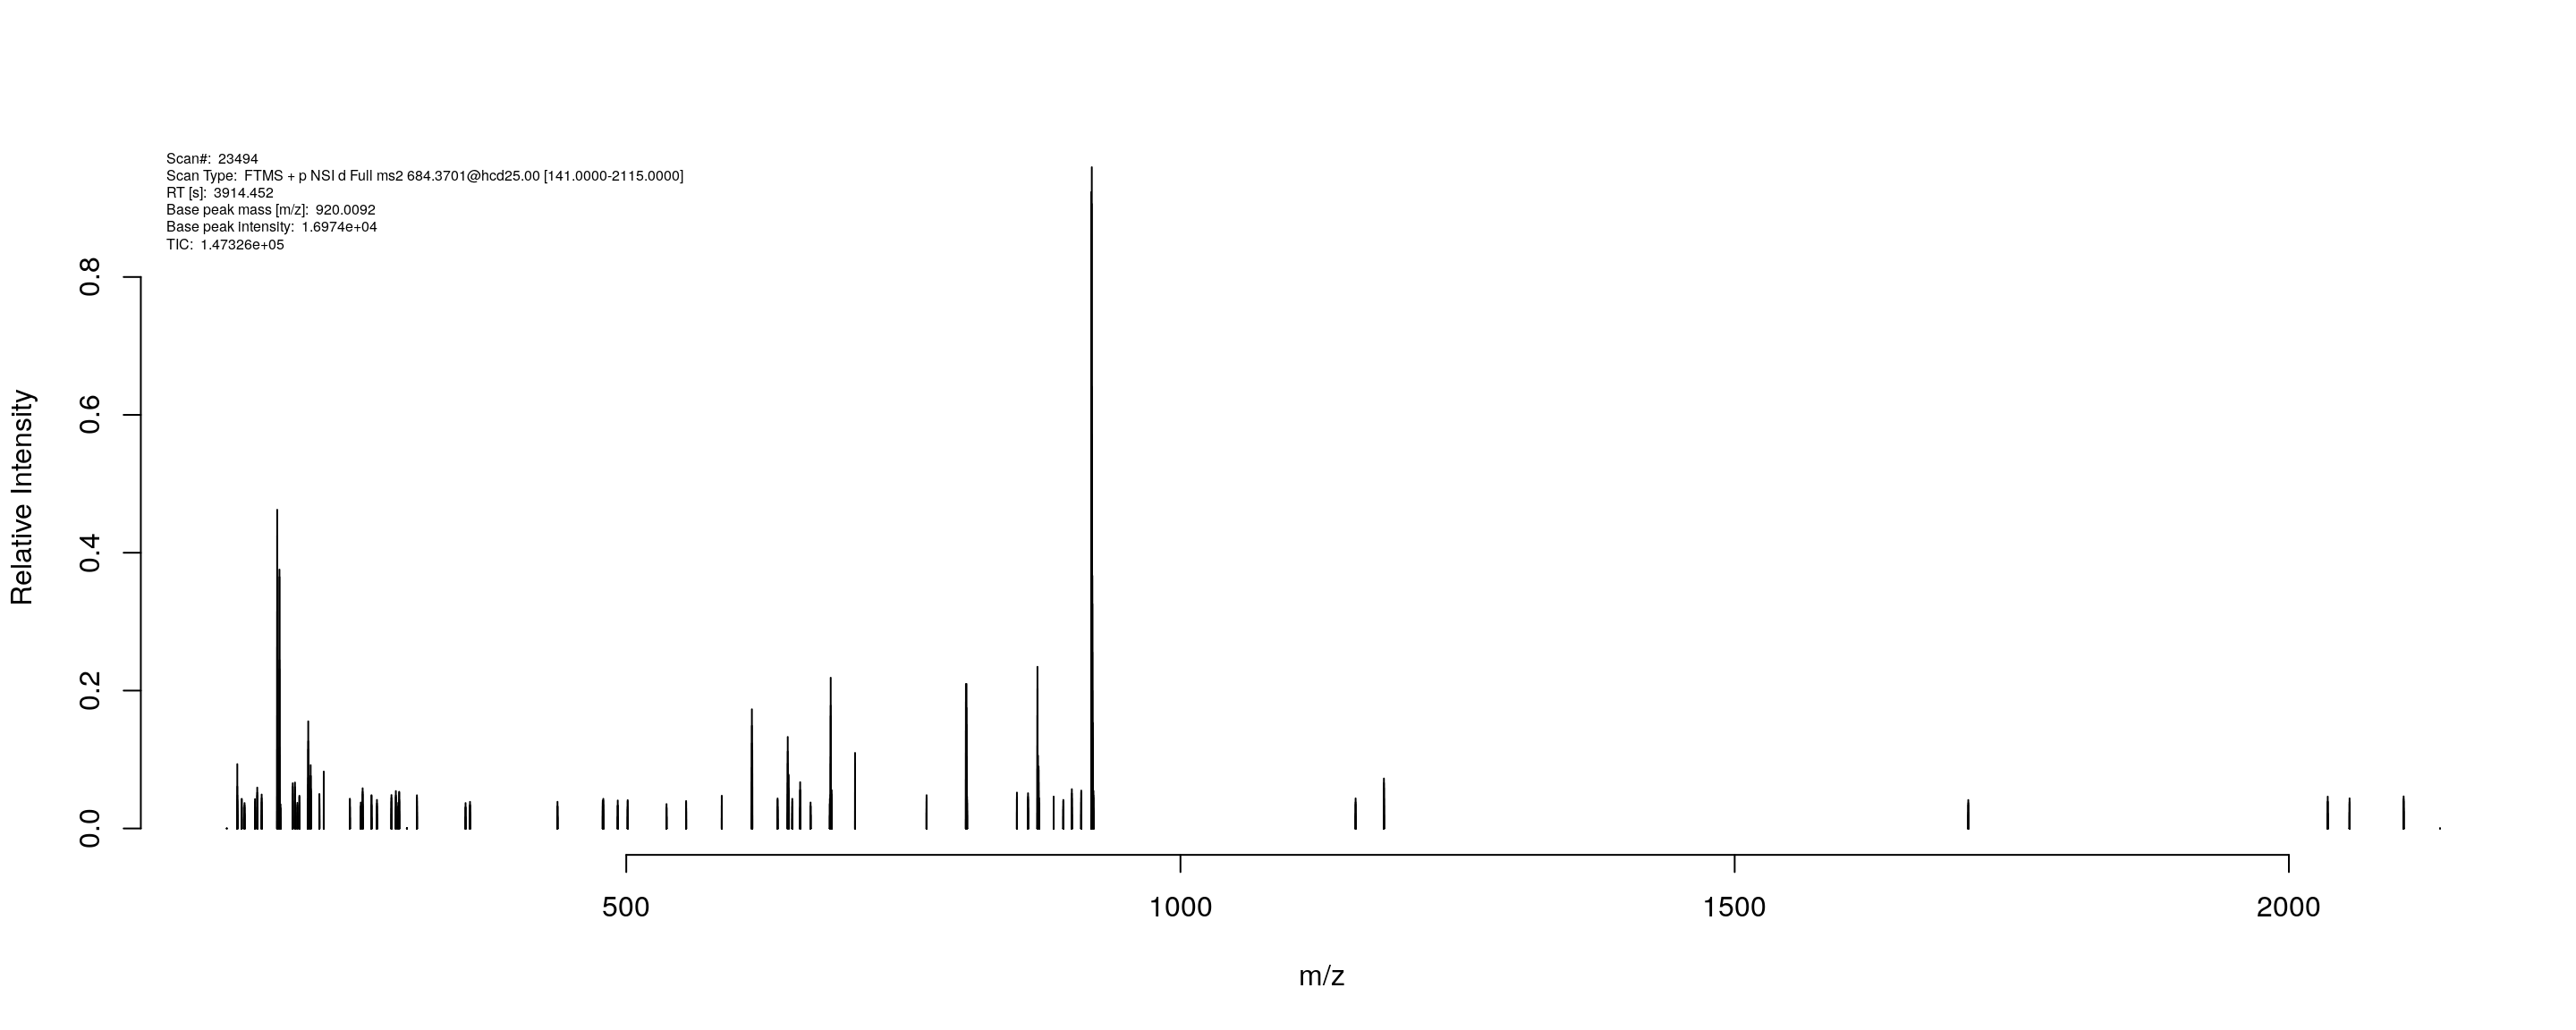 Scan#: 23494
Scan Type: FTMS + p NSI d Full ms2 684.3701@hcd25.00 [141.0000-2115.0000]
RT [s]: 3914.452
Base peak mass [m/z]: 920.0092
Base peak intensity: 1.6974e+04
TIC: 1.47326e+05
0.8
0.6
0.4
0.2
0.0
Relative Intensity
500 1000 1500 2000
m/z